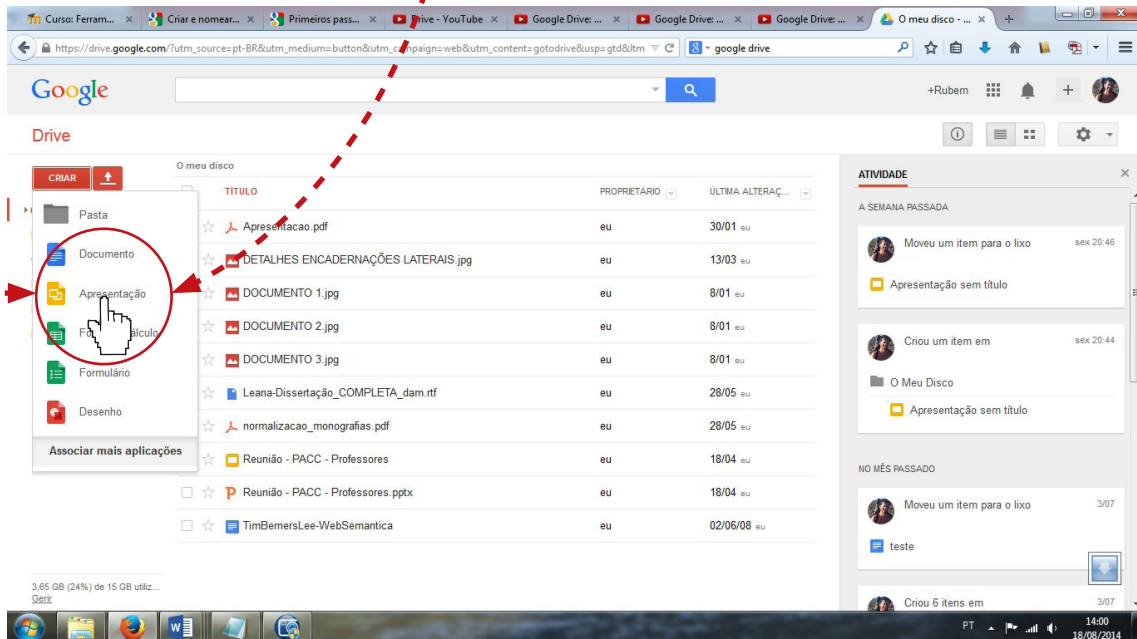 Curso: Ferram...
Criar e nomear...
Primeiros pass...
Drive - YouTube
Google Drive: ...
Google Drive: ...
Google Drive: ...
O meu disco - ...
https://drive.google.com/?utm_source=pt-BR&utm_medium=button&utm_campaign=web&utm_content=gotodrive&usp=gtd&ltm
google drive
Google
+Rubem
Drive
CRIAR
O meu disco
TÍTULO
PROPRIETÁRIO
ÚLTIMA ALTERAÇ...
Pasta
Documento
Apresentação
Formulário
Desenho
Associar mais aplicações
Apresentacao.pdf eu 30/01 eu
DETALHES ENCADERNAÇÕES LATERAIS.jpg eu 13/03 eu
DOCUMENTO 1.jpg eu 8/01 eu
DOCUMENTO 2.jpg eu 8/01 eu
DOCUMENTO 3.jpg eu 8/01 eu
Leana-Dissertação_COMPLETA_dam.rtf eu 28/05 eu
normalizacao_monografias.pdf eu 28/05 eu
Reunião - PACC - Professores eu 18/04 eu
Reunião - PACC - Professores.pptx eu 18/04 eu
TimBernersLee-WebSemantica eu 02/06/08 eu
3,65 GB (24%) de 15 GB utiliz...
Gerir
ATIVIDADE
A SEMANA PASSADA
Moveu um item para o lixo sex 20:46
Apresentação sem título
Criou um item em sex 20:44
O Meu Disco
Apresentação sem título
NO MÊS PASSADO
Moveu um item para o lixo 3/07
teste
Criou 6 itens em 3/07
PT
14:00
18/08/2014